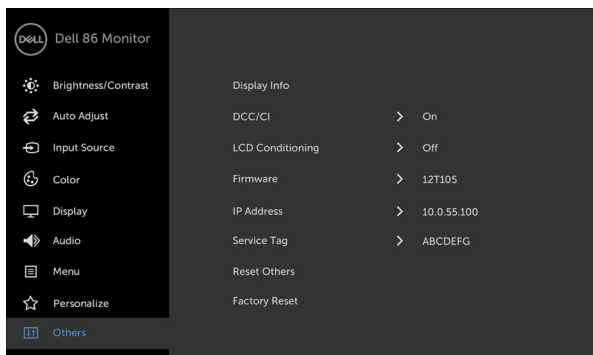 DELL Dell 86 Monitor
Brightness/Contrast
Auto Adjust
Input Source
Color
Display
Audio
Menu
Personalize
Others
Display Info
DCC/CI > On
LCD Conditioning > Off
Firmware > 12T105
IP Address > 10.0.55.100
Service Tag > ABCDEFG
Reset Others
Factory Reset